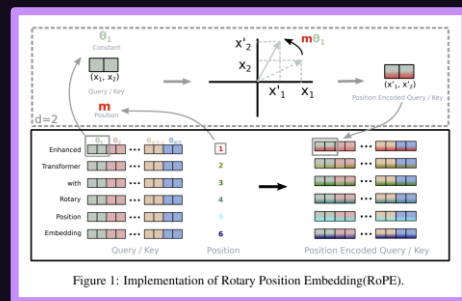 θ₁
Constant
(x₁, x₂)
Query / Key
m
Position
d=2
x'₂
x₂
x'₁ x₁
mθ₁
(x'₁, x'₂)
Position Encoded Query / Key
θ₁ θ₂
Enhanced ••• 1 •••
Transformer ••• 2 •••
with ••• 3 •••
Rotary ••• 4 •••
Position ••• 5 •••
Embedding ••• 6 •••
Query / Key Position Position Encoded Query / Key
Figure 1: Implementation of Rotary Position Embedding(RoPE).